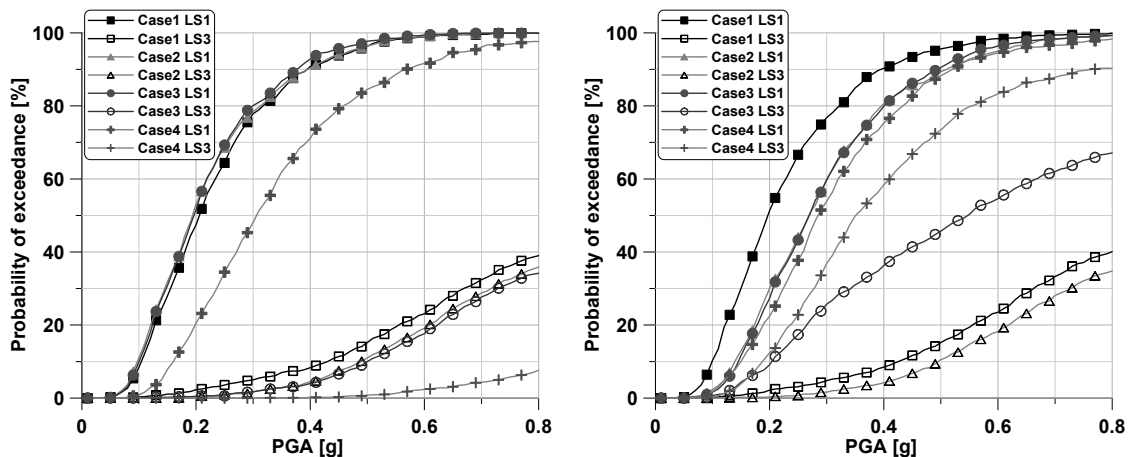 Case1 LS1
Case1 LS3
Case2 LS1
Case2 LS3
Case3 LS1
Case3 LS3
Case4 LS1
Case4 LS3
Probability of exceedance [%]
100
80
60
40
20
0
0 0.2 0.4 0.6 0.8
PGA [g]
Case1 LS1
Case1 LS3
Case2 LS1
Case2 LS3
Case3 LS1
Case3 LS3
Case4 LS1
Case4 LS3
Probability of exceedance [%]
100
80
60
40
20
0
0 0.2 0.4 0.6 0.8
PGA [g]